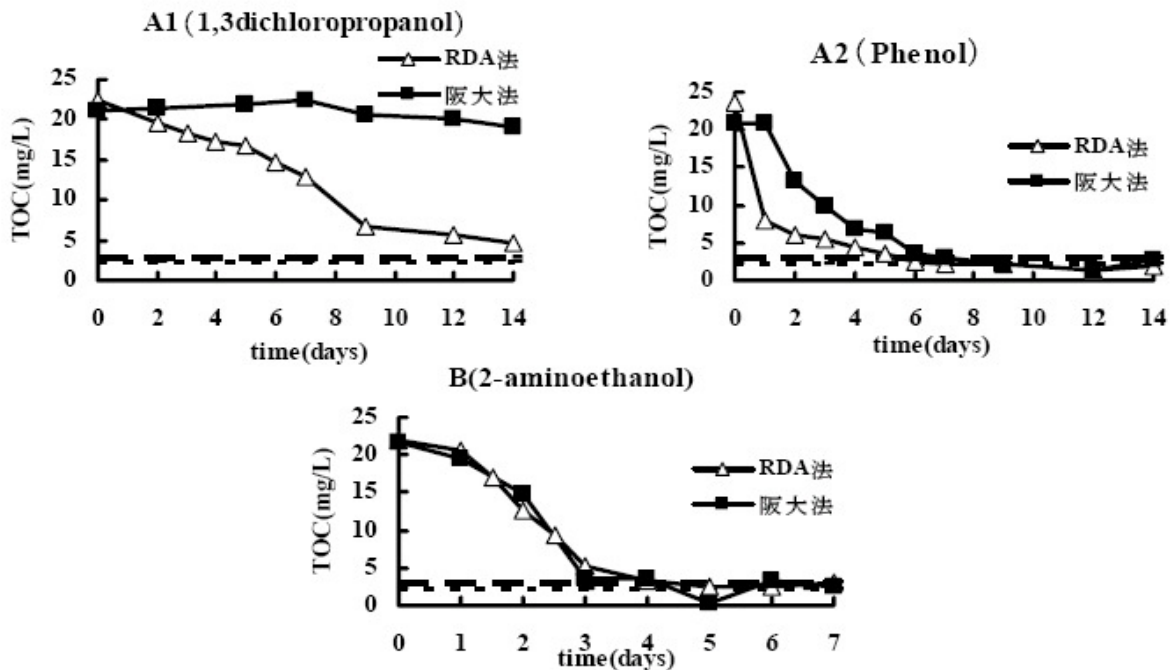 A1(1,3dichloropropanol)
RDA法
阪大法
TOC(mg/L)
25
20
15
10
5
0
0 2 4 6 8 10 12 14
time(days)
A2(Phenol)
RDA法
阪大法
TOC(mg/L)
25
20
15
10
5
0
0 2 4 6 8 10 12 14
time(days)
B(2-aminoethanol)
RDA法
阪大法
TOC(mg/L)
25
20
15
10
5
0
0 1 2 3 4 5 6 7
time(days)